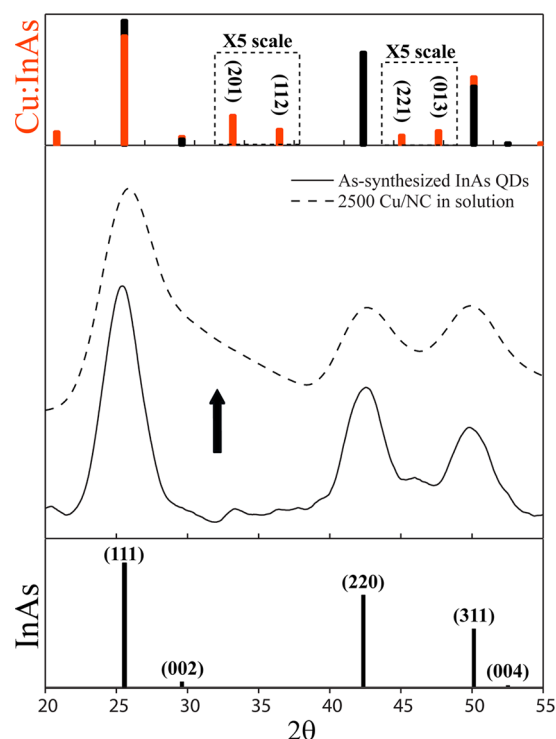 Cu:InAs
X5 scale
(201)
(112)
X5 scale
(221)
(013)
As-synthesized InAs QDs
2500 Cu/NC in solution
InAs
(111)
(002)
(220)
(311)
(004)
20 25 30 35 40 45 50 55
2θ